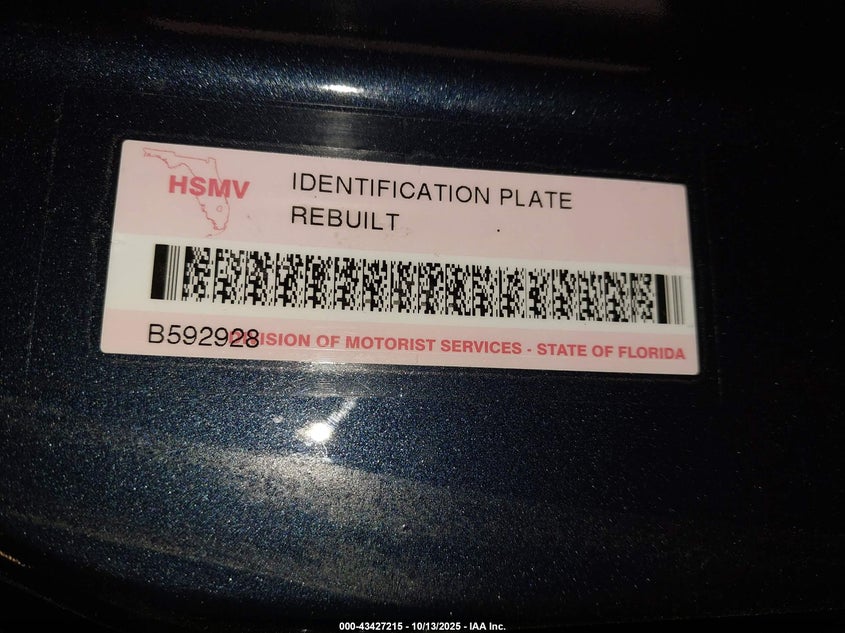 HSMV
IDENTIFICATION PLATE
REBUILT
B592928
DIVISION OF MOTORIST SERVICES - STATE OF FLORIDA
000-43427215 - 10/13/2025 - IAA Inc.